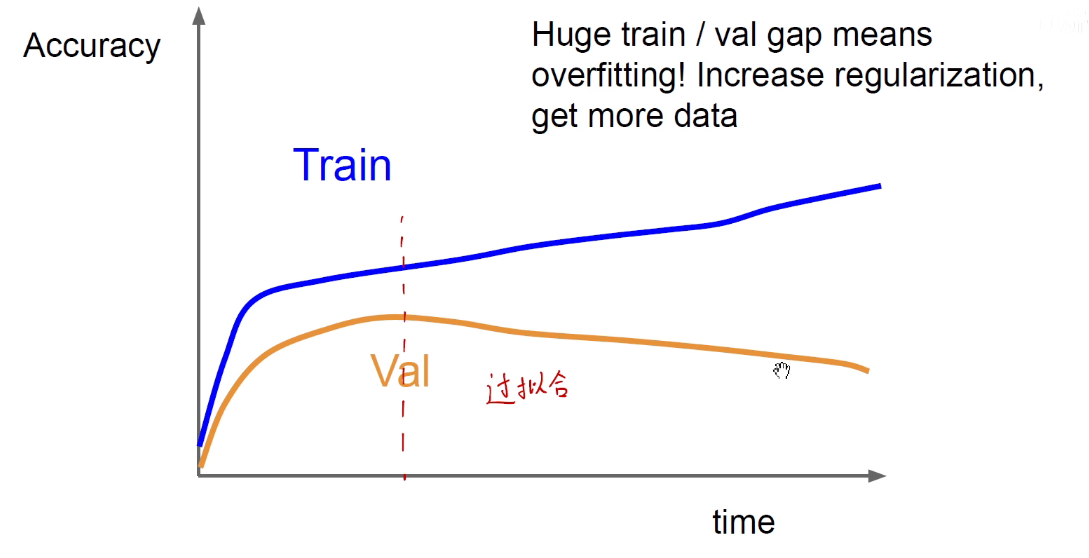 Accuracy
Huge train / val gap means
overfitting! Increase regularization,
get more data
Train
Val
过拟合
time